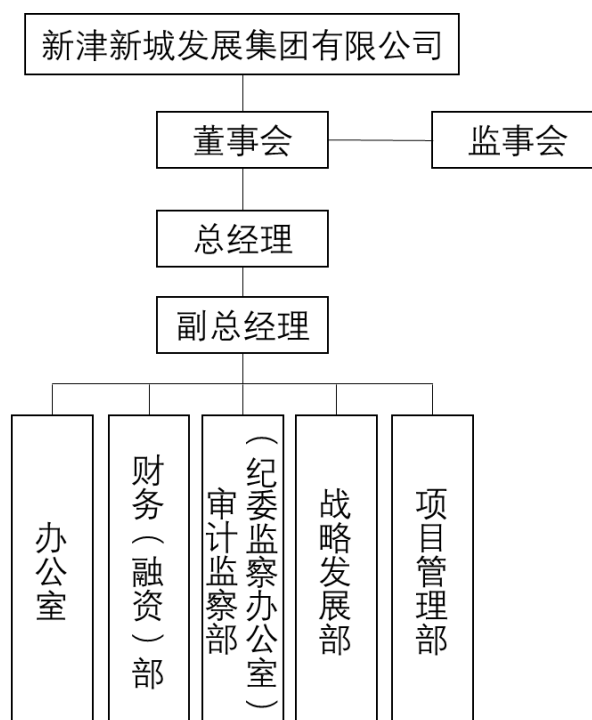 新津新城发展集团有限公司
董事会
监事会
总经理
副总经理
办公室
财务（融资）部
审计监察部
（纪委监察办公室）
战略发展部
项目管理部